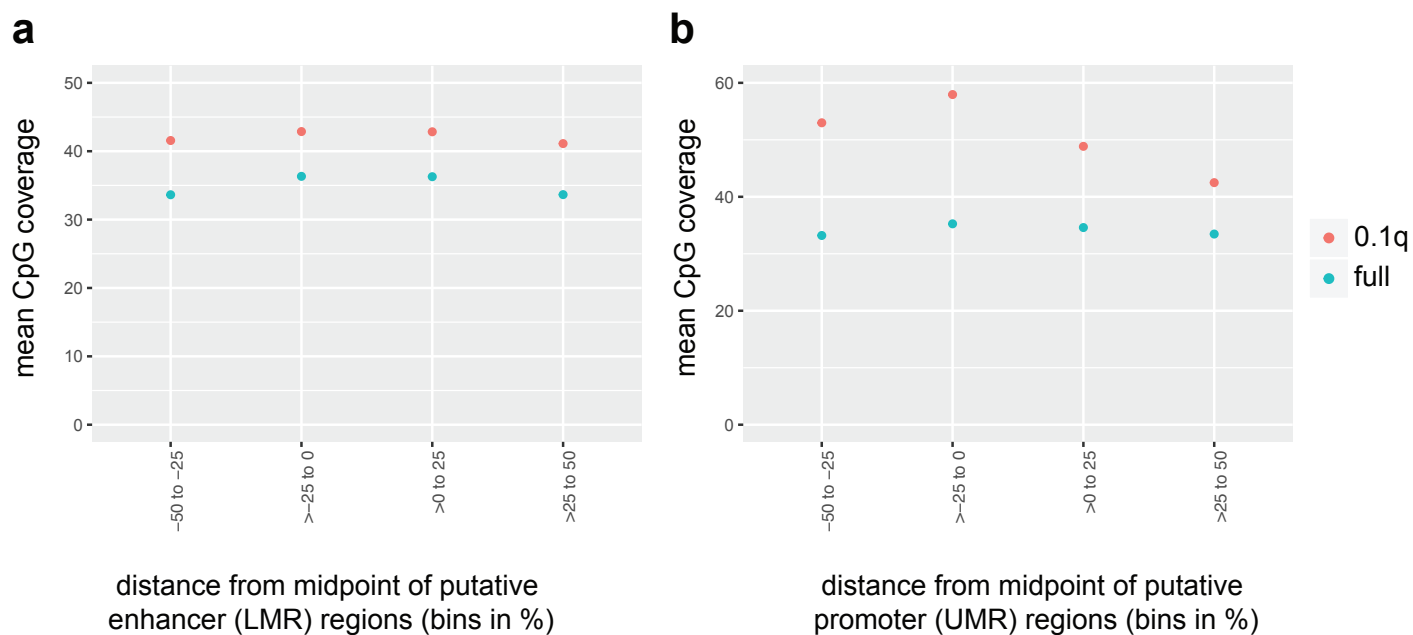 a
mean CpG coverage
50
40
30
20
10
0
−50 to −25
>−25 to 0
>0 to 25
>25 to 50
distance from midpoint of putative
enhancer (LMR) regions (bins in %)
b
mean CpG coverage
60
40
20
0
−50 to −25
>−25 to 0
>0 to 25
>25 to 50
distance from midpoint of putative
promoter (UMR) regions (bins in %)
0.1q
full